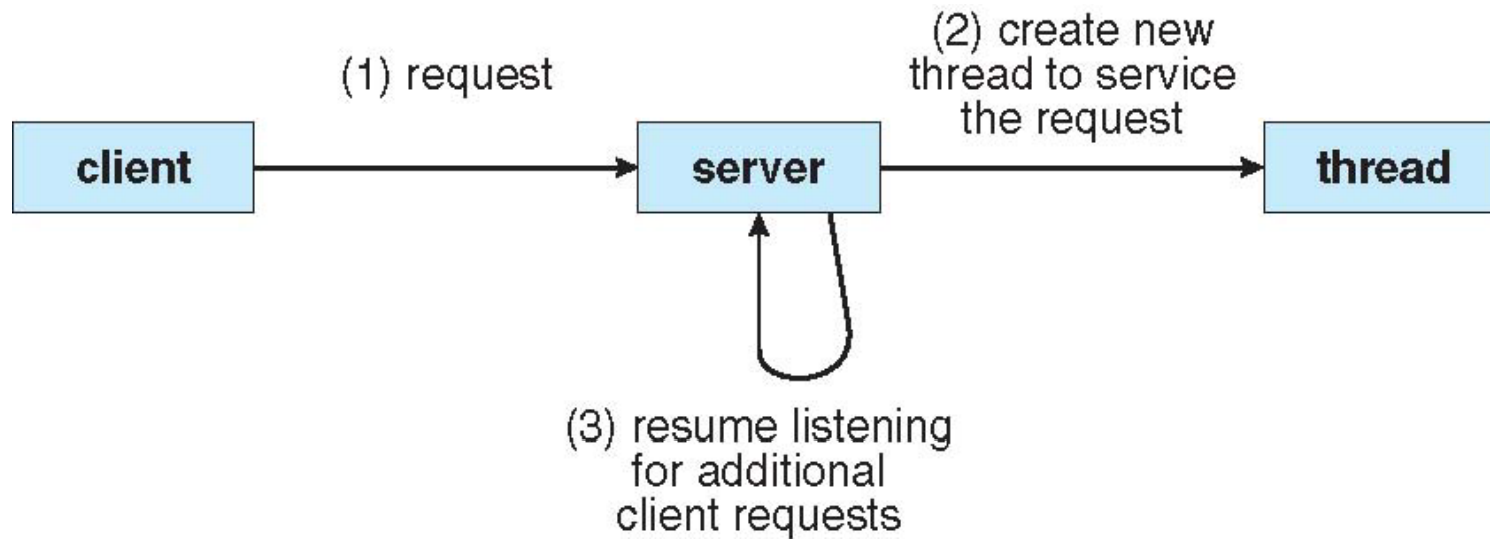 (1) request
(2) create new
thread to service
the request
client
server
thread
(3) resume listening
for additional
client requests